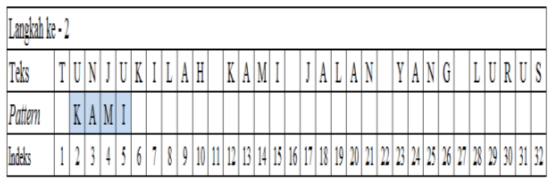 Langkah ke - 2
Teks T U N J U K I L A H K A M I J A L A N Y A N G L U R U S
Pattern K A M I
Indeks 1 2 3 4 5 6 7 8 9 10 11 12 13 14 15 16 17 18 19 20 21 22 23 24 25 26 27 28 29 30 31 32